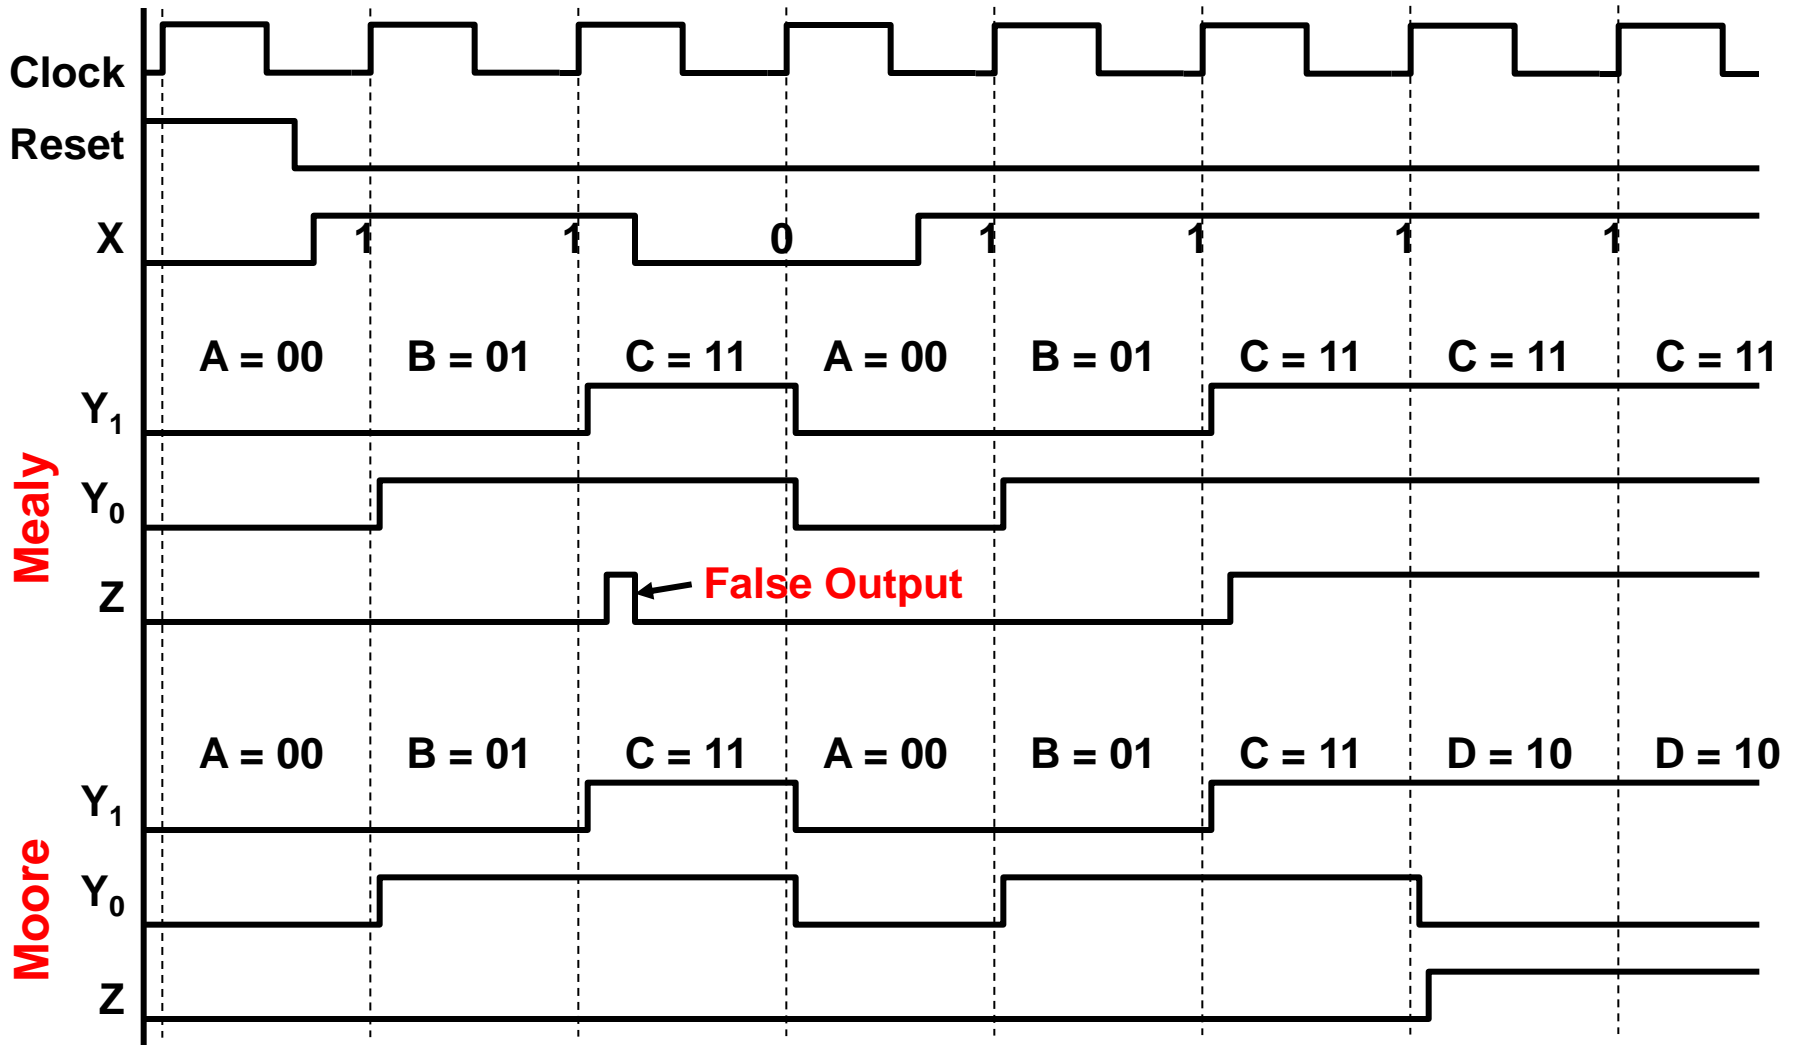 Clock
Reset
X
1 1 0 1 1 1 1
A = 00 B = 01 C = 11 A = 00 B = 01 C = 11 C = 11 C = 11
Mealy
Y1
Y0
Z
False Output
A = 00 B = 01 C = 11 A = 00 B = 01 C = 11 D = 10 D = 10
Moore
Y1
Y0
Z